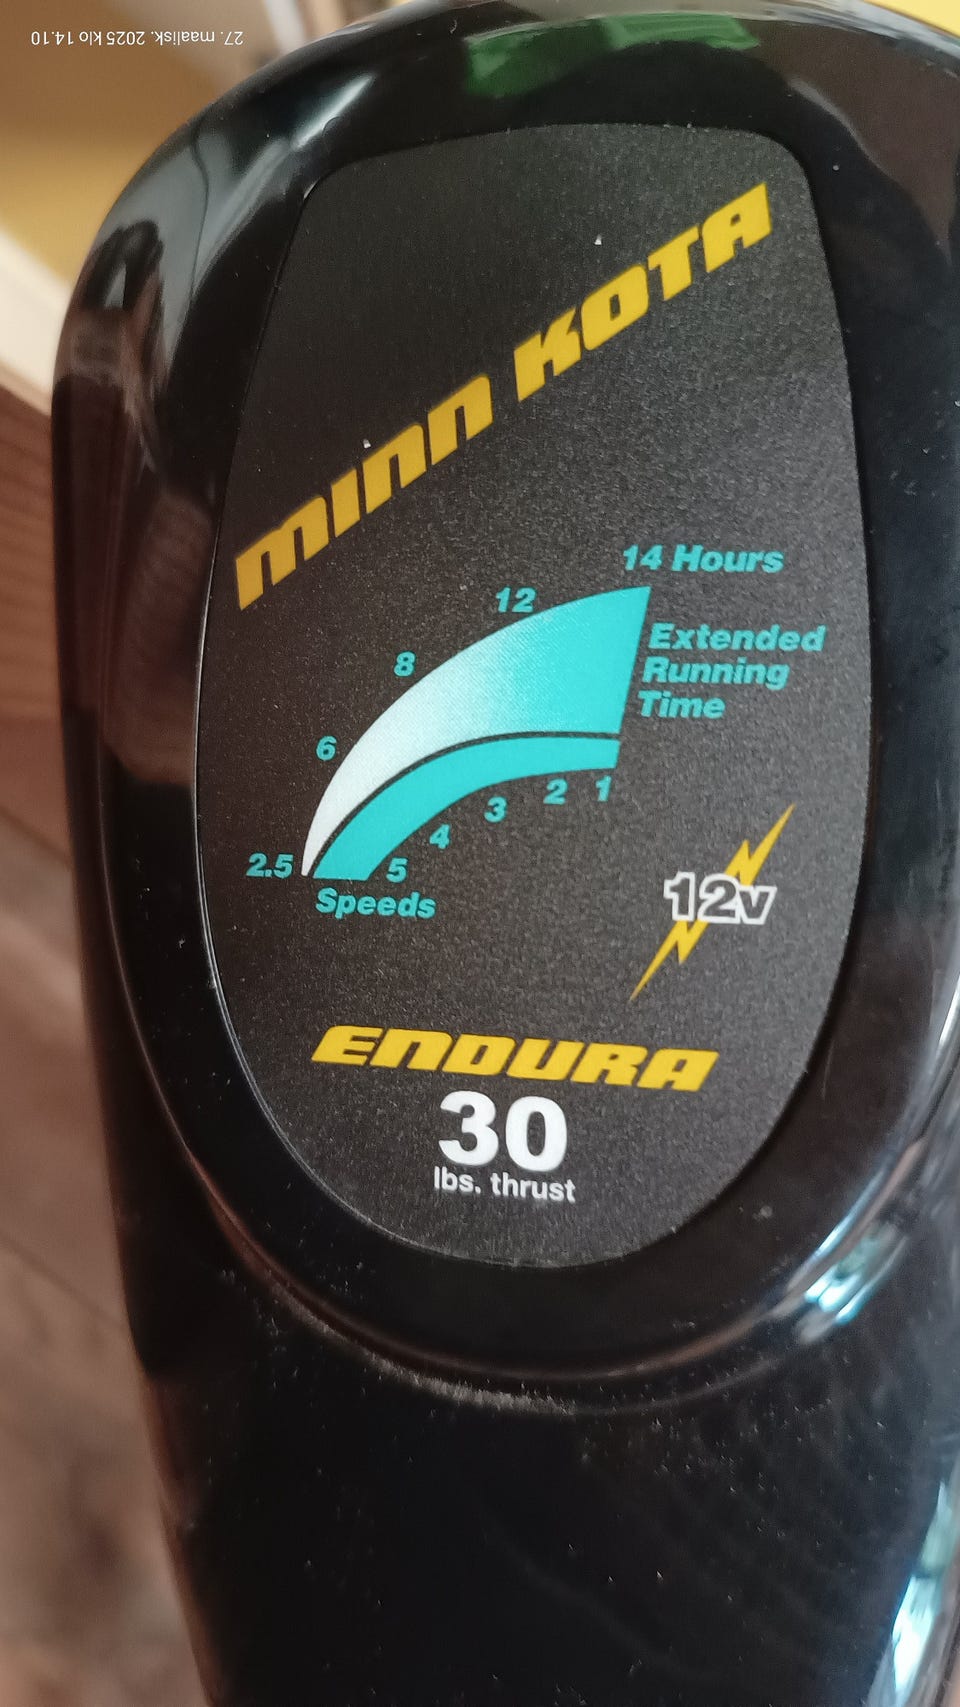 27. maalisk. 2025 klo 14.10
MINN KOTA
14 Hours
12
8
6
2.5
Extended
Running
Time
1
2
3
4
5
Speeds
12v
ENDURA
30
lbs. thrust